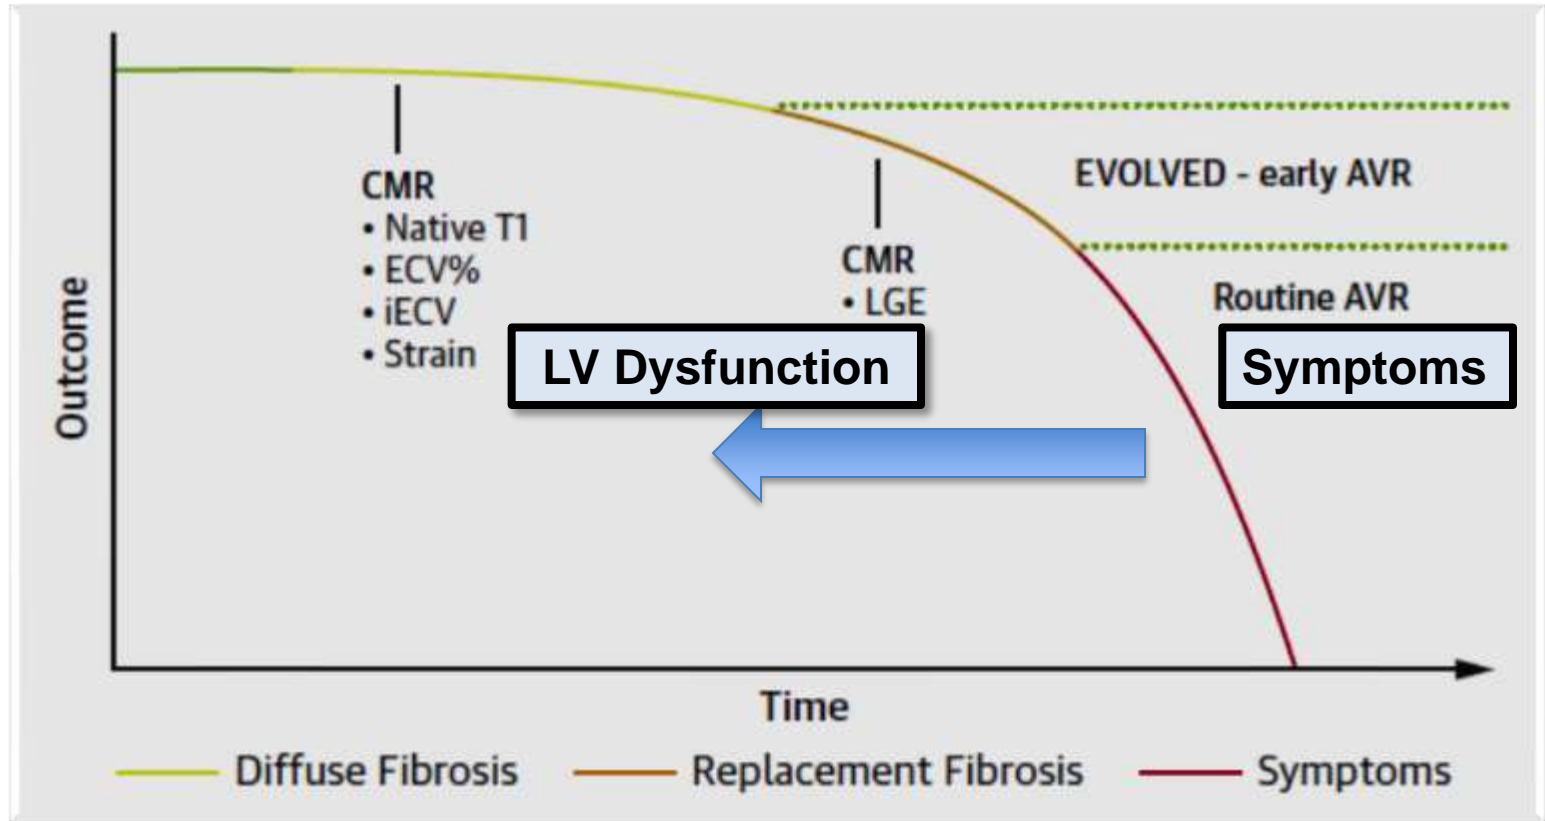 Outcome
CMR
• Native T1
• ECV%
• iECV
• Strain
CMR
• LGE
EVOLVED - early AVR
Routine AVR
LV Dysfunction
Symptoms
Time
Diffuse Fibrosis
Replacement Fibrosis
Symptoms